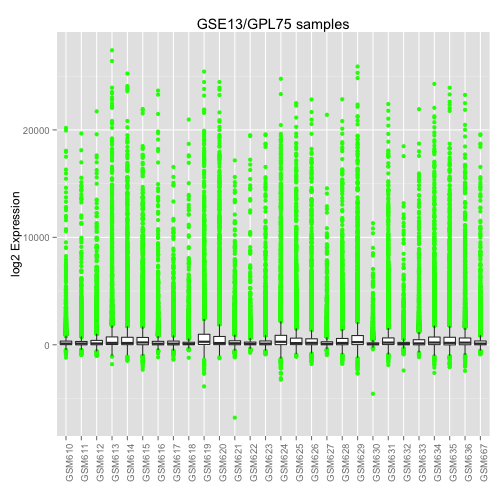 GSE13/GPL75 samples
log2 Expression
20000
10000
0
GSM610
GSM611
GSM612
GSM613
GSM614
GSM615
GSM616
GSM617
GSM618
GSM619
GSM620
GSM621
GSM622
GSM623
GSM624
GSM625
GSM626
GSM627
GSM628
GSM629
GSM630
GSM631
GSM632
GSM633
GSM634
GSM635
GSM636
GSM667